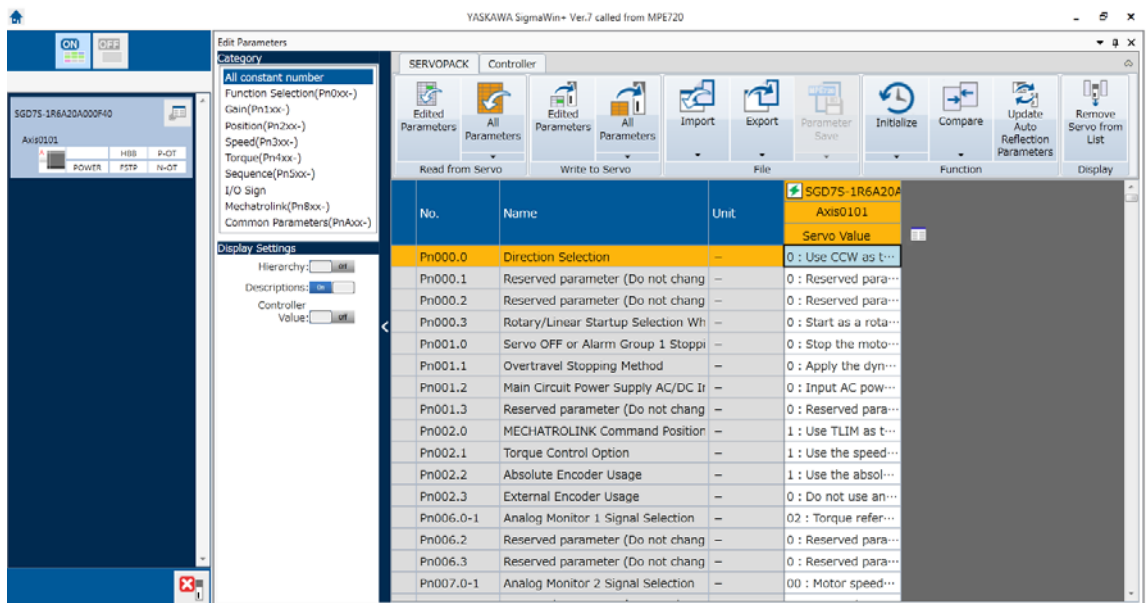 YASKAWA SigmaWin+ Ver.7 called from MPE720
ON OFF
SGD7S-1R6A20A000F40
Axis0101
A.
HBB P-OT
POWER FSTP N-OT
Edit Parameters
Category
All constant number
Function Selection(Pn0xx-)
Gain(Pn1xx-)
Position(Pn2xx-)
Speed(Pn3xx-)
Torque(Pn4xx-)
Sequence(Pn5xx-)
I/O Sign
Mechatrolink(Pn8xx-)
Common Parameters(PnAxx-)
Display Settings
Hierarchy: Off
Descriptions: On
Controller
Value: Off
SERVOPACK Controller
Edited Parameters
All Parameters
Read from Servo
Edited Parameters
All Parameters
Write to Servo
Import
Export
Parameter Save
File
Initialize
Compare
Update Auto Reflection Parameters
Function
Remove Servo from List
Display
No. Name Unit
SGD7S-1R6A20A
Axis0101
Servo Value
Pn000.0 Direction Selection – 0 : Use CCW as t···
Pn000.1 Reserved parameter (Do not chang – 0 : Reserved para···
Pn000.2 Reserved parameter (Do not chang – 0 : Reserved para···
Pn000.3 Rotary/Linear Startup Selection Wh – 0 : Start as a rota···
Pn001.0 Servo OFF or Alarm Group 1 Stoppi – 0 : Stop the moto···
Pn001.1 Overtravel Stopping Method – 0 : Apply the dyn···
Pn001.2 Main Circuit Power Supply AC/DC Ir – 0 : Input AC pow···
Pn001.3 Reserved parameter (Do not chang – 0 : Reserved para···
Pn002.0 MECHATROLINK Command Position – 1 : Use TLIM as t···
Pn002.1 Torque Control Option – 1 : Use the speed···
Pn002.2 Absolute Encoder Usage – 1 : Use the absol···
Pn002.3 External Encoder Usage – 0 : Do not use an···
Pn006.0-1 Analog Monitor 1 Signal Selection – 02 : Torque refer···
Pn006.2 Reserved parameter (Do not chang – 0 : Reserved para···
Pn006.3 Reserved parameter (Do not chang – 0 : Reserved para···
Pn007.0-1 Analog Monitor 2 Signal Selection – 00 : Motor speed···